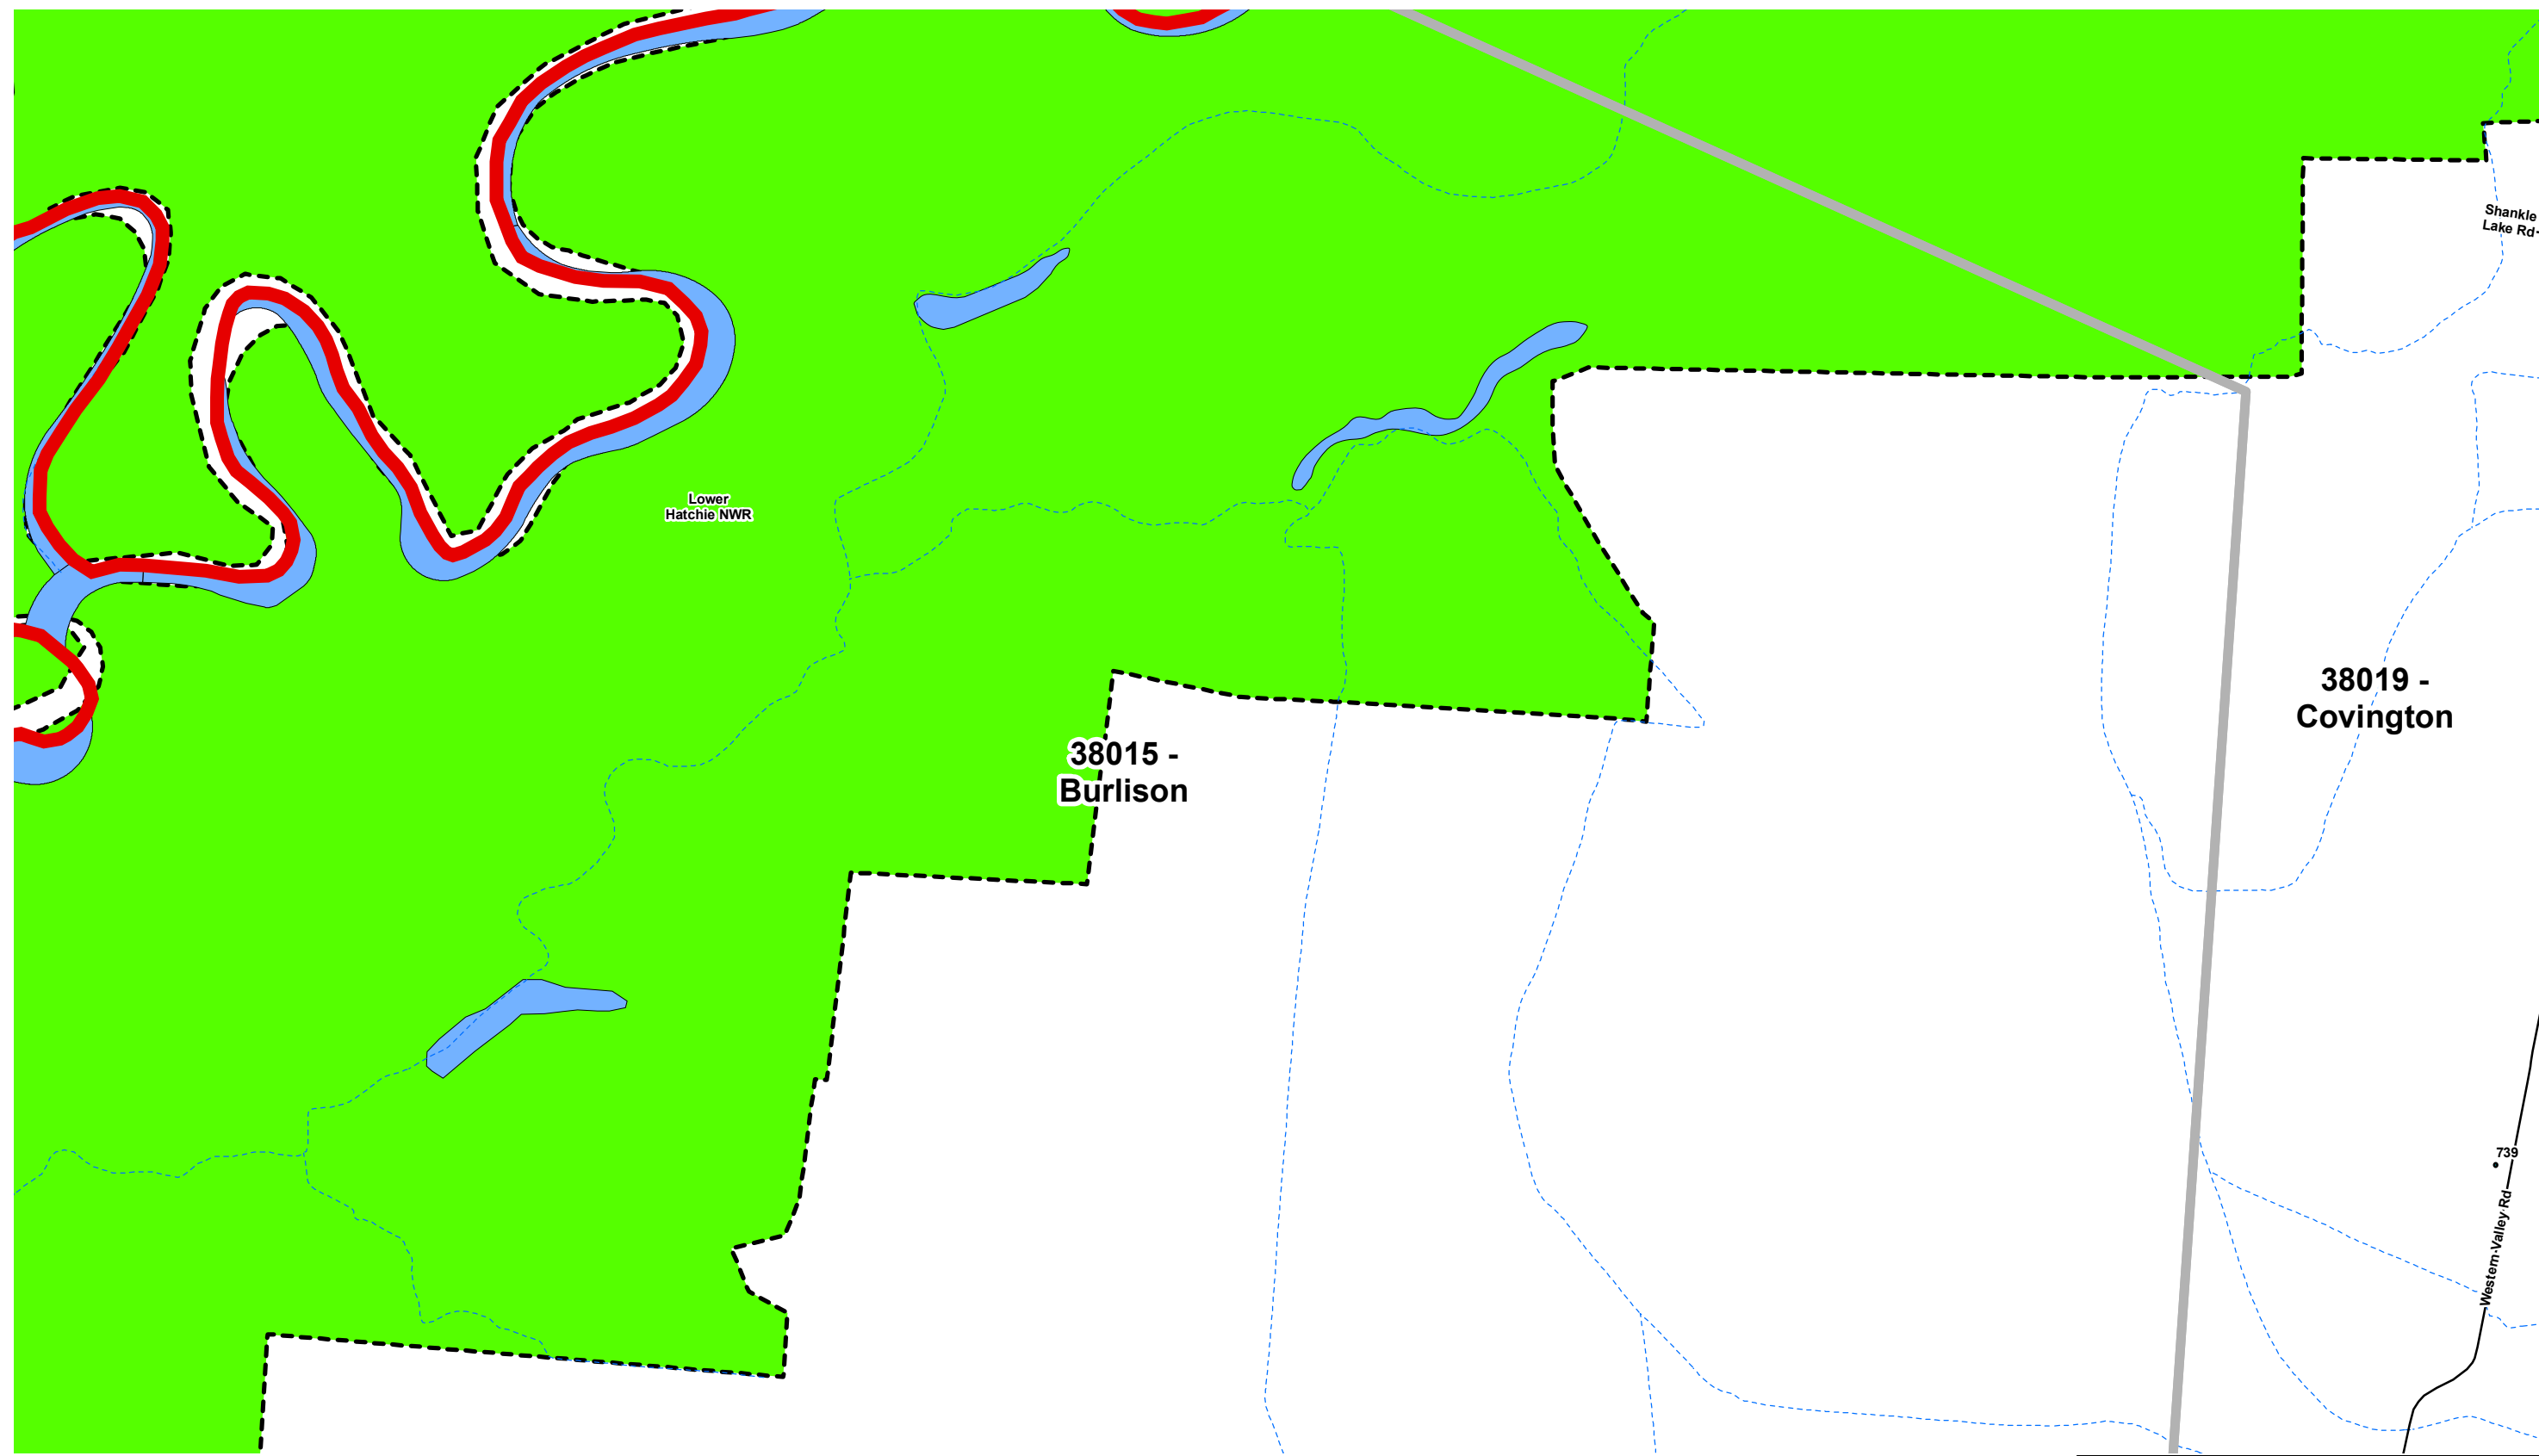 Shankle
Lake Rd
Lower
Hatchie NWR
38019 -
Covington
38015 -
Burlison
739
Western Valley Rd